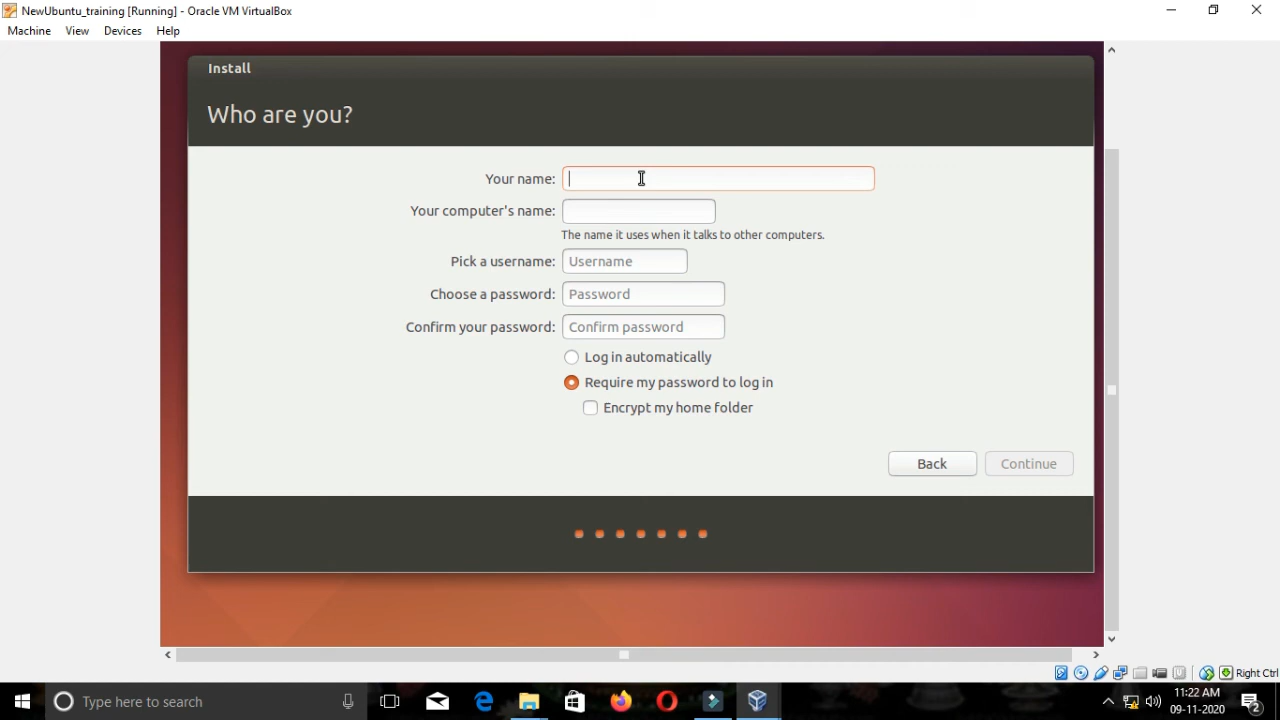 NewUbuntu_training [Running] - Oracle VM VirtualBox
Machine View Devices Help
Install
Who are you?
Your name:
Your computer's name:
The name it uses when it talks to other computers.
Pick a username: Username
Choose a password: Password
Confirm your password: Confirm password
Log in automatically
Require my password to log in
Encrypt my home folder
Back Continue
Right Ctrl
Type here to search
11:22 AM
09-11-2020
2